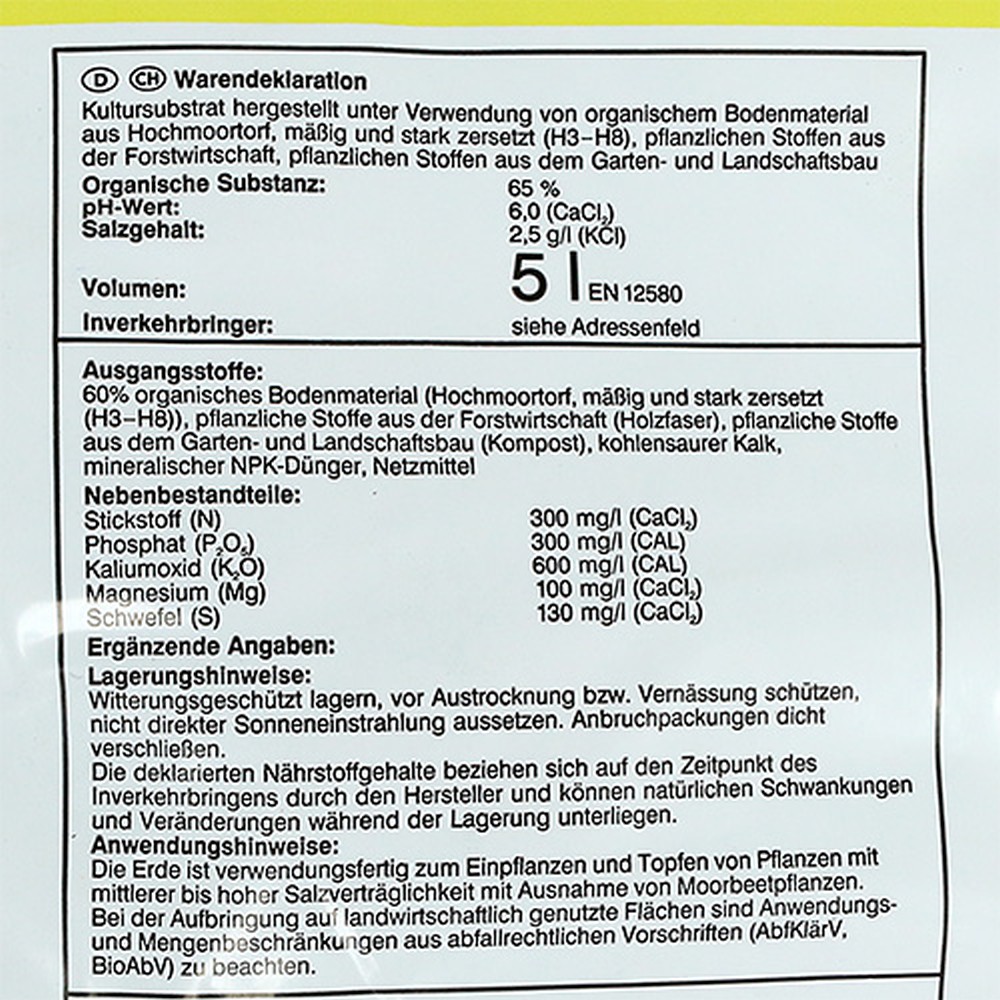 D CH Warendeklaration
Kultursubstrat hergestellt unter Verwendung von organischem Bodenmaterial
aus Hochmoortorf, mäßig und stark zersetzt (H3–H8), pflanzlichen Stoffen aus
der Forstwirtschaft, pflanzlichen Stoffen aus dem Garten- und Landschaftsbau
Organische Substanz: 65 %
pH-Wert: 6,0 (CaCl₂)
Salzgehalt: 2,5 g/l (KCl)
Volumen: 5 l EN 12580
Inverkehrbringer: siehe Adressenfeld
Ausgangsstoffe:
60% organisches Bodenmaterial (Hochmoortorf, mäßig und stark zersetzt
(H3–H8)), pflanzliche Stoffe aus der Forstwirtschaft (Holzfaser), pflanzliche Stoffe
aus dem Garten- und Landschaftsbau (Kompost), kohlensaurer Kalk,
mineralischer NPK-Dünger, Netzmittel
Nebenbestandteile:
Stickstoff (N) 300 mg/l (CaCl₂)
Phosphat (P₂O₅) 300 mg/l (CAL)
Kaliumoxid (K₂O) 600 mg/l (CAL)
Magnesium (Mg) 100 mg/l (CaCl₂)
Schwefel (S) 130 mg/l (CaCl₂)
Ergänzende Angaben:
Lagerungshinweise:
Witterungsgeschützt lagern, vor Austrocknung bzw. Vernässung schützen,
nicht direkter Sonneneinstrahlung aussetzen. Anbruchpackungen dicht
verschließen.
Die deklarierten Nährstoffgehalte beziehen sich auf den Zeitpunkt des
Inverkehrbringens durch den Hersteller und können natürlichen Schwankungen
und Veränderungen während der Lagerung unterliegen.
Anwendungshinweise:
Die Erde ist verwendungsfertig zum Einpflanzen und Topfen von Pflanzen mit
mittlerer bis hoher Salzverträglichkeit mit Ausnahme von Moorbeetpflanzen.
Bei der Aufbringung auf landwirtschaftlich genutzte Flächen sind Anwendungs-
und Mengenbeschränkungen aus abfallrechtlichen Vorschriften (AbfKlärV,
BioAbV) zu beachten.